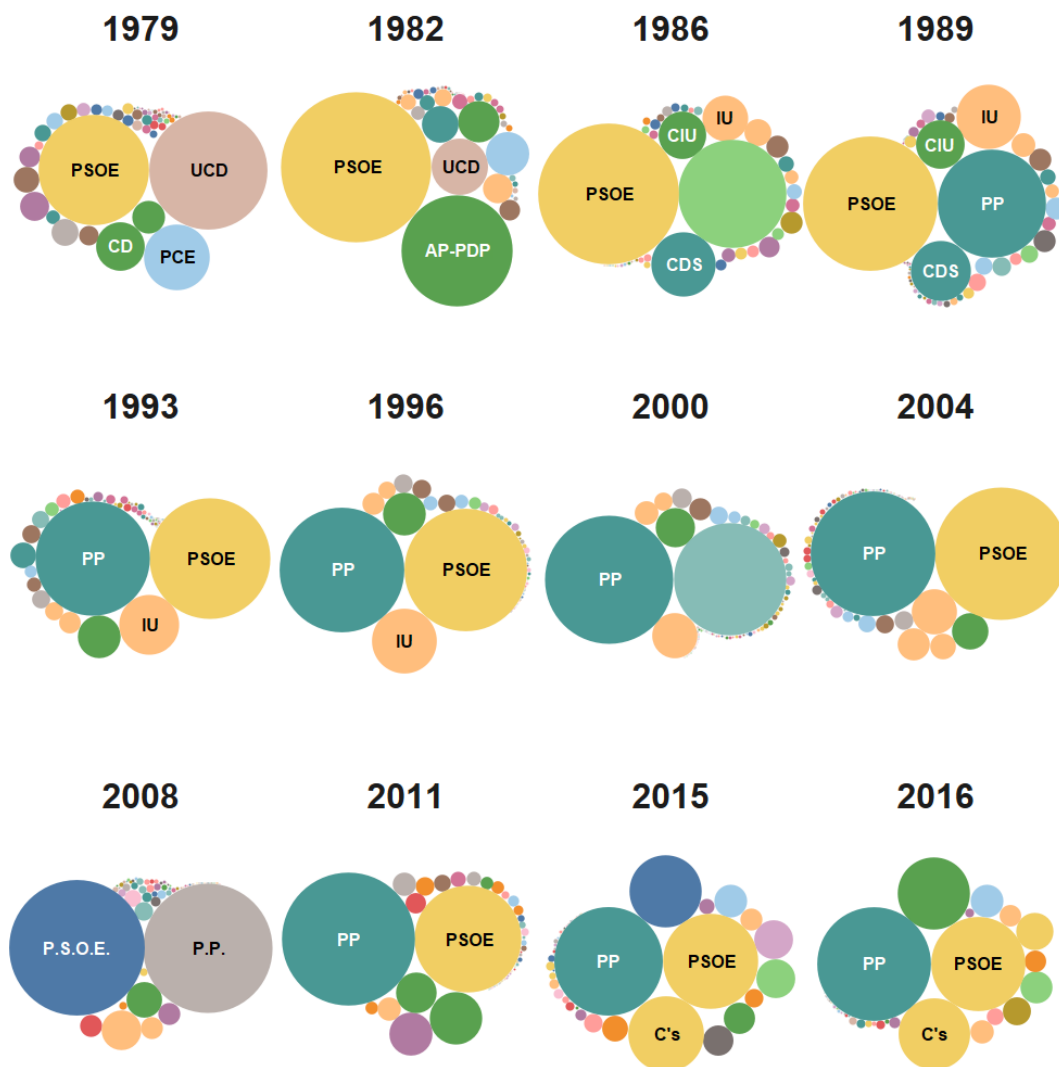 1979
1982
1986
1989
PSOE
UCD
CD
PCE
PSOE
UCD
AP-PDP
IU
CIU
PSOE
CDS
IU
CIU
PSOE
PP
CDS
1993
1996
2000
2004
PP
PSOE
IU
PP
PSOE
IU
PP
PP
PSOE
2008
2011
2015
2016
P.S.O.E.
P.P.
PP
PSOE
PP
PSOE
C's
PP
PSOE
C's